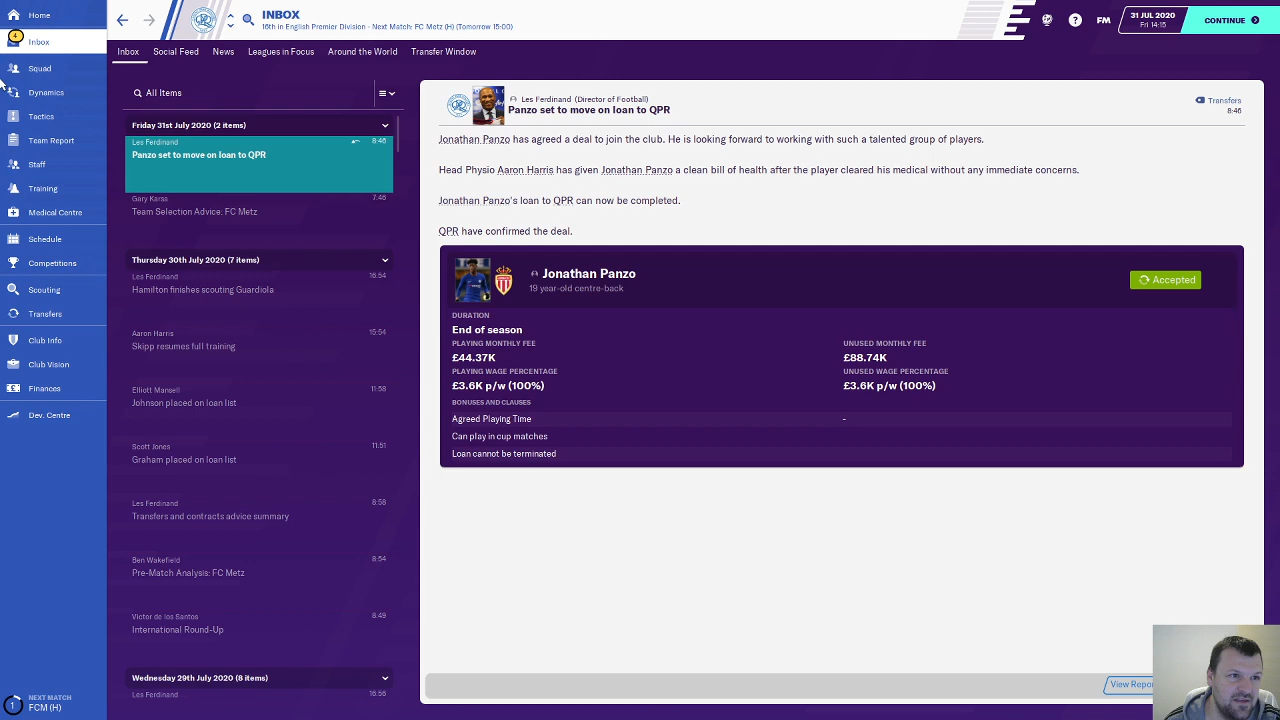 Home
4
Inbox
Squad
Dynamics
Tactics
Team Report
Staff
Training
Medical Centre
Schedule
Competitions
Scouting
Transfers
Club Info
Club Vision
Finances
Dev. Centre
1
NEXT MATCH
FCM (H)
INBOX
16th in English Premier Division - Next Match: FC Metz (H) (Tomorrow 15:00)
?
FM
31 JUL 2020
Fri 14:15
CONTINUE
Inbox Social Feed News Leagues in Focus Around the World Transfer Window
All Items
Friday 31st July 2020 (2 items)
Les Ferdinand 8:46
Panzo set to move on loan to QPR
Gary Karsa 7:46
Team Selection Advice: FC Metz
Thursday 30th July 2020 (7 items)
Les Ferdinand 16:54
Hamilton finishes scouting Guardiola
Aaron Harris 15:54
Skipp resumes full training
Elliott Mansell 11:58
Johnson placed on loan list
Scott Jones 11:51
Graham placed on loan list
Les Ferdinand 8:58
Transfers and contracts advice summary
Ben Wakefield 8:54
Pre-Match Analysis: FC Metz
Victor de los Santos 8:49
International Round-Up
Wednesday 29th July 2020 (8 items)
Les Ferdinand 16:56
Les Ferdinand (Director of Football)
Panzo set to move on loan to QPR
Transfers
8:46
Jonathan Panzo has agreed a deal to join the club. He is looking forward to working with such a talented group of players.
Head Physio Aaron Harris has given Jonathan Panzo a clean bill of health after the player cleared his medical without any immediate concerns.
Jonathan Panzo's loan to QPR can now be completed.
QPR have confirmed the deal.
Jonathan Panzo
19 year-old centre-back
Accepted
DURATION
End of season
PLAYING MONTHLY FEE UNUSED MONTHLY FEE
£44.37K £88.74K
PLAYING WAGE PERCENTAGE UNUSED WAGE PERCENTAGE
£3.6K p/w (100%) £3.6K p/w (100%)
BONUSES AND CLAUSES
Agreed Playing Time -
Can play in cup matches
Loan cannot be terminated
View Repor